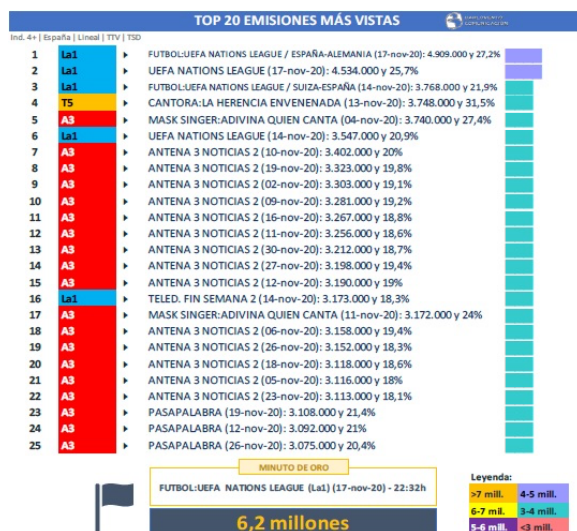 TOP 20 EMISIONES MÁS VISTAS
BARLOVENTO
COMUNICACIÓN
Ind. 4+ | España | Lineal | TTV | TSD
1 La1 FUTBOL:UEFA NATIONS LEAGUE / ESPAÑA-ALEMANIA (17-nov-20): 4.909.000 y 27,2%
2 La1 UEFA NATIONS LEAGUE (17-nov-20): 4.534.000 y 25,7%
3 La1 FUTBOL:UEFA NATIONS LEAGUE / SUIZA-ESPAÑA (14-nov-20): 3.768.000 y 21,9%
4 T5 CANTORA:LA HERENCIA ENVENENADA (13-nov-20): 3.748.000 y 31,5%
5 A3 MASK SINGER:ADIVINA QUIEN CANTA (04-nov-20): 3.740.000 y 27,4%
6 La1 UEFA NATIONS LEAGUE (14-nov-20): 3.547.000 y 20,9%
7 A3 ANTENA 3 NOTICIAS 2 (10-nov-20): 3.402.000 y 20%
8 A3 ANTENA 3 NOTICIAS 2 (19-nov-20): 3.323.000 y 19,8%
9 A3 ANTENA 3 NOTICIAS 2 (02-nov-20): 3.303.000 y 19,1%
10 A3 ANTENA 3 NOTICIAS 2 (09-nov-20): 3.281.000 y 19,2%
11 A3 ANTENA 3 NOTICIAS 2 (16-nov-20): 3.267.000 y 18,8%
12 A3 ANTENA 3 NOTICIAS 2 (11-nov-20): 3.256.000 y 18,6%
13 A3 ANTENA 3 NOTICIAS 2 (30-nov-20): 3.212.000 y 18,7%
14 A3 ANTENA 3 NOTICIAS 2 (27-nov-20): 3.198.000 y 19,4%
15 A3 ANTENA 3 NOTICIAS 2 (12-nov-20): 3.190.000 y 19%
16 La1 TELED. FIN SEMANA 2 (14-nov-20): 3.173.000 y 18,3%
17 A3 MASK SINGER:ADIVINA QUIEN CANTA (11-nov-20): 3.172.000 y 24%
18 A3 ANTENA 3 NOTICIAS 2 (06-nov-20): 3.158.000 y 19,4%
19 A3 ANTENA 3 NOTICIAS 2 (26-nov-20): 3.152.000 y 18,3%
20 A3 ANTENA 3 NOTICIAS 2 (18-nov-20): 3.118.000 y 18,6%
21 A3 ANTENA 3 NOTICIAS 2 (05-nov-20): 3.116.000 y 18%
22 A3 ANTENA 3 NOTICIAS 2 (23-nov-20): 3.113.000 y 18,1%
23 A3 PASAPALABRA (19-nov-20): 3.108.000 y 21,4%
24 A3 PASAPALABRA (12-nov-20): 3.092.000 y 21%
25 A3 PASAPALABRA (26-nov-20): 3.075.000 y 20,4%
MINUTO DE ORO
FUTBOL:UEFA NATIONS LEAGUE (La1) (17-nov-20) - 22:32h
6,2 millones
Leyenda:
>7 mill. 4-5 mill.
6-7 mill. 3-4 mill.
5-6 mill. <3 mill.